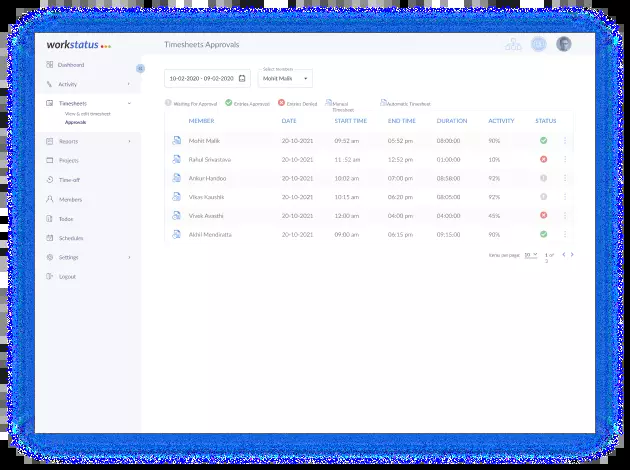 workstatus
Timesheets Approvals
Dashboard
Activity
Timesheets
View & edit timesheet
Approvals
Reports
Projects
Time-off
Members
Todos
Schedules
Settings
Logout
10-02-2020 - 09-02-2020
Select Members
Mohit Malik
Waiting For Approval Entries Approved Entries Denied Manual Timesheet Automatic Timesheet
MEMBER DATE START TIME END TIME DURATION ACTIVITY STATUS
Mohit Malik 20-10-2021 09:52 am 05:52 pm 08:00:00 90%
Rahul Srivastava 20-10-2021 11 :52 am 12:52 pm 01:00:00 10%
Ankur Handoo 20-10-2021 10:02 am 07:00 pm 08:58:00 92%
Vikas Kaushik 20-10-2021 10:15 am 06:20 pm 08:05:00 92%
Vivek Avasthi 20-10-2021 12:00 am 04:00 pm 04:00:00 45%
Akhil Mendiratta 20-10-2021 09:00 am 06:15 pm 09:15:00 90%
Items per page: 10 1 of 3